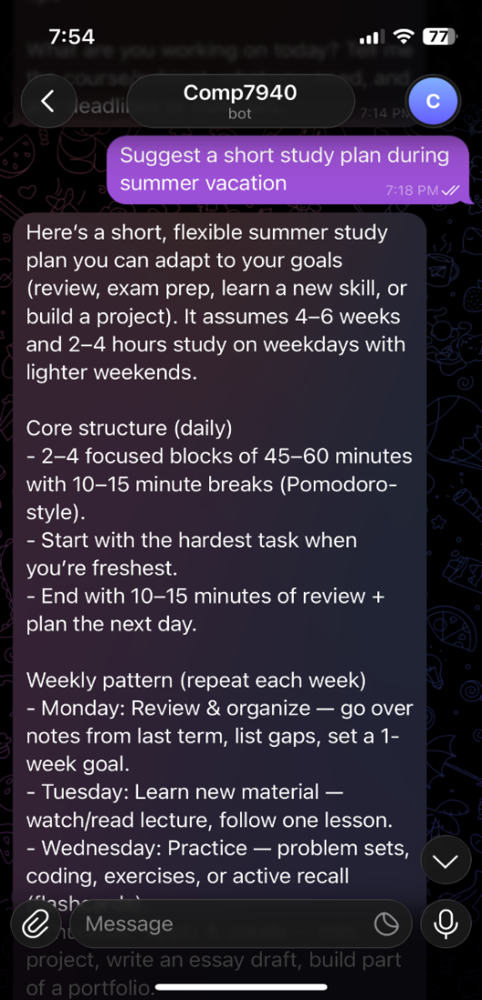 7:54
77
What are you working on today? Tell me
Comp7940
bot
C
7:14 PM
Suggest a short study plan during
summer vacation
7:18 PM
Here's a short, flexible summer study
plan you can adapt to your goals
(review, exam prep, learn a new skill, or
build a project). It assumes 4–6 weeks
and 2–4 hours study on weekdays with
lighter weekends.
Core structure (daily)
- 2–4 focused blocks of 45–60 minutes
with 10–15 minute breaks (Pomodoro-
style).
- Start with the hardest task when
you're freshest.
- End with 10–15 minutes of review +
plan the next day.
Weekly pattern (repeat each week)
- Monday: Review & organize — go over
notes from last term, list gaps, set a 1-
week goal.
- Tuesday: Learn new material —
watch/read lecture, follow one lesson.
- Wednesday: Practice — problem sets,
coding, exercises, or active recall
Message
project, write an essay draft, build part
of a portfolio.